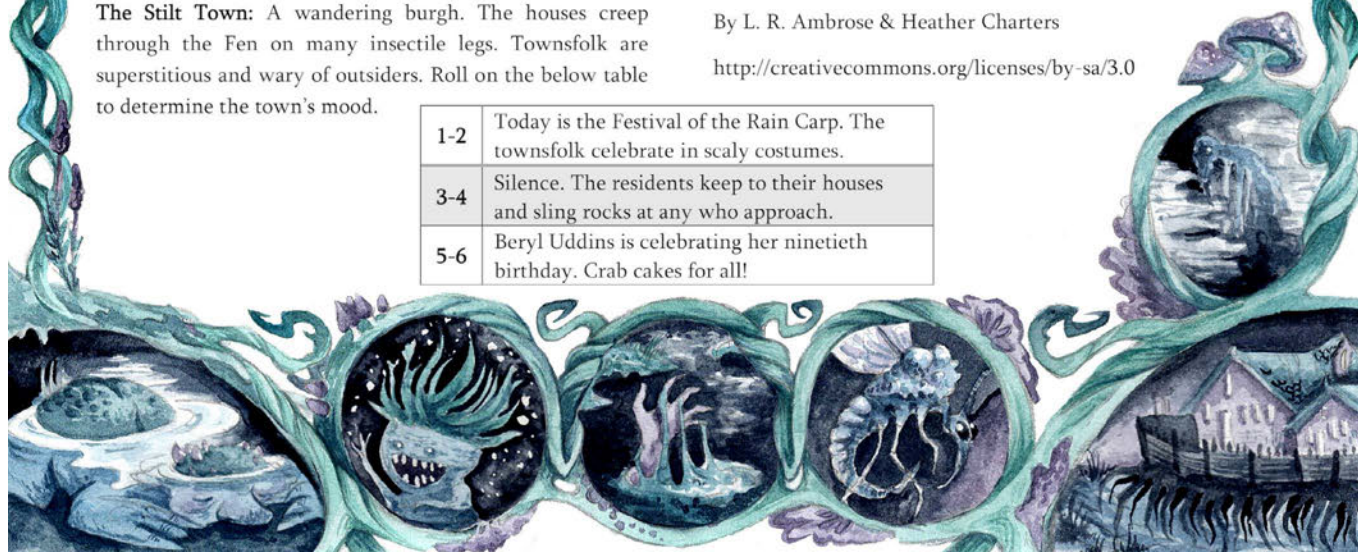 The Stilt Town: A wandering burgh. The houses creep
through the Fen on many insectile legs. Townsfolk are
superstitious and wary of outsiders. Roll on the below table
to determine the town's mood.
By L. R. Ambrose & Heather Charters
http://creativecommons.org/licenses/by-sa/3.0
1-2 Today is the Festival of the Rain Carp. The
townsfolk celebrate in scaly costumes.
3-4 Silence. The residents keep to their houses
and sling rocks at any who approach.
5-6 Beryl Uddins is celebrating her ninetieth
birthday. Crab cakes for all!